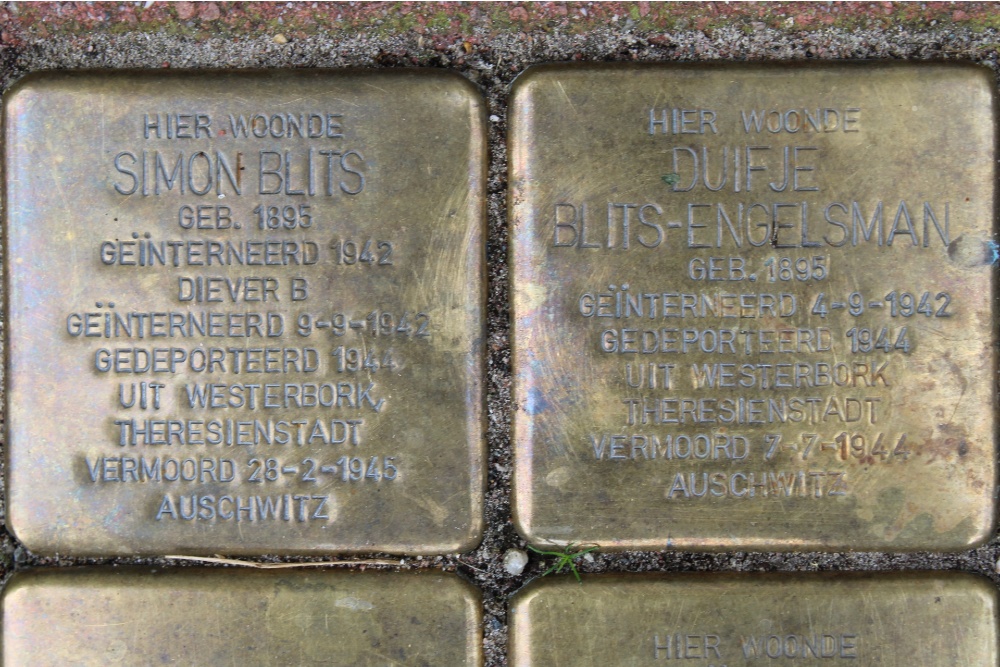 HIER WOONDE
SIMON BLITS
GEB. 1895
GEÏNTERNEERD 1942
DIEVER B
GEÏNTERNEERD 9-9-1942
GEDEPORTEERD 1944
UIT WESTERBORK,
THERESIENSTADT
VERMOORD 28-2-1945
AUSCHWITZ
HIER WOONDE
DUIFJE
BLITS-ENGELSMAN
GEB. 1895
GEÏNTERNEERD 4-9-1942
GEDEPORTEERD 1944
UIT WESTERBORK
THERESIENSTADT
VERMOORD 7-7-1944
AUSCHWITZ
HIER WOONDE